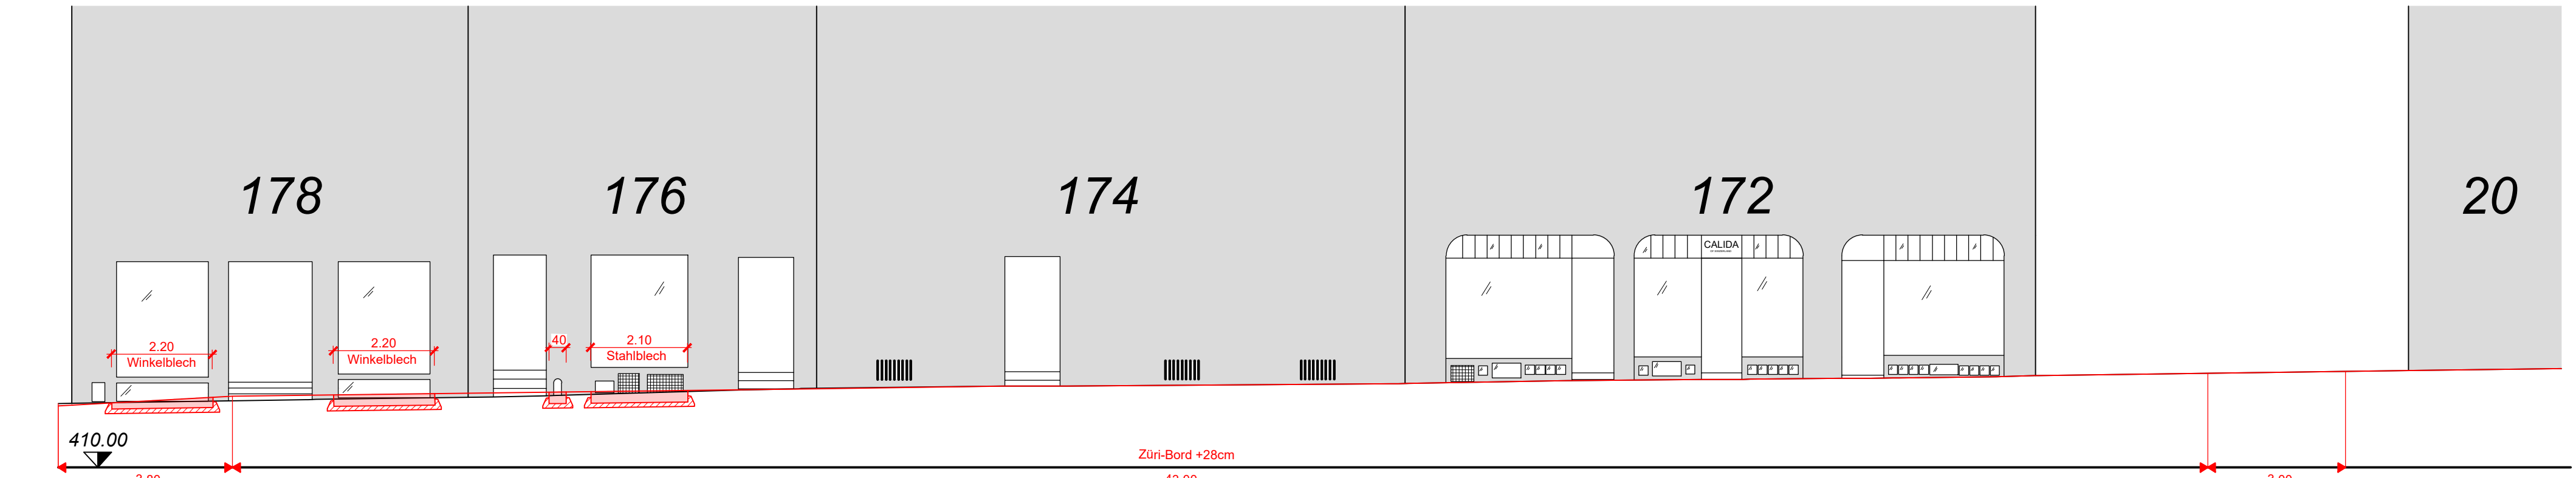 178
176
174
172
20
CALIDA
2.20
Winkelblech
2.20
Winkelblech
40
2.10
Stahlblech
410.00
Züri-Bord +28cm